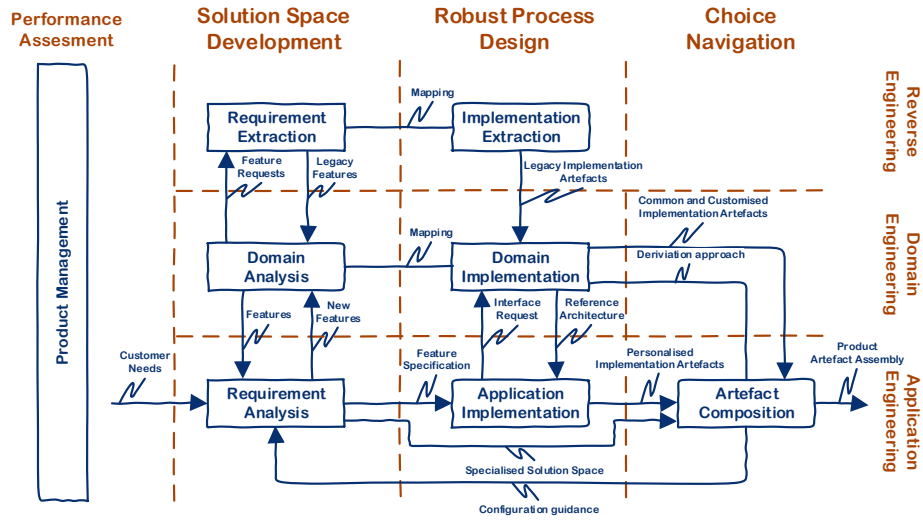 Performance
Assesment
Solution Space
Development
Robust Process
Design
Choice
Navigation
Reverse
Engineering
Domain
Engineering
Application
Engineering
Product Management
Requirement
Extraction
Mapping
Implementation
Extraction
Feature
Requests
Legacy
Features
Legacy Implementation
Artefacts
Common and Customised
Implementation Artefacts
Domain
Analysis
Mapping
Domain
Implementation
Deriviation approach
Features
New
Features
Interface
Request
Reference
Architecture
Customer
Needs
Feature
Specification
Personalised
Implementation Artefacts
Product
Artefact Assembly
Requirement
Analysis
Application
Implementation
Artefact
Composition
Specialised Solution Space
Configuration guidance